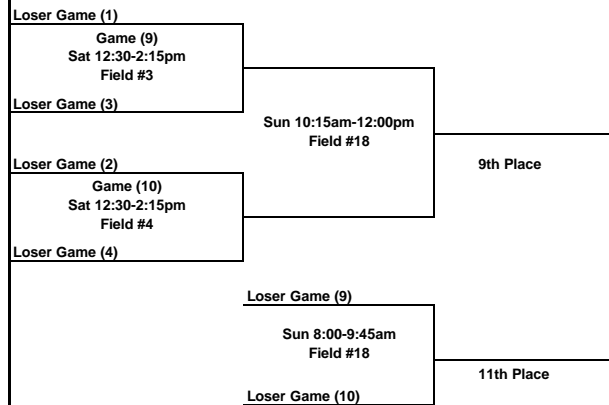 Loser Game (1)
Game (9)
Sat 12:30-2:15pm
Field #3
Loser Game (3)
Sun 10:15am-12:00pm
Field #18
Loser Game (2)
9th Place
Game (10)
Sat 12:30-2:15pm
Field #4
Loser Game (4)
Loser Game (9)
Sun 8:00-9:45am
Field #18
11th Place
Loser Game (10)